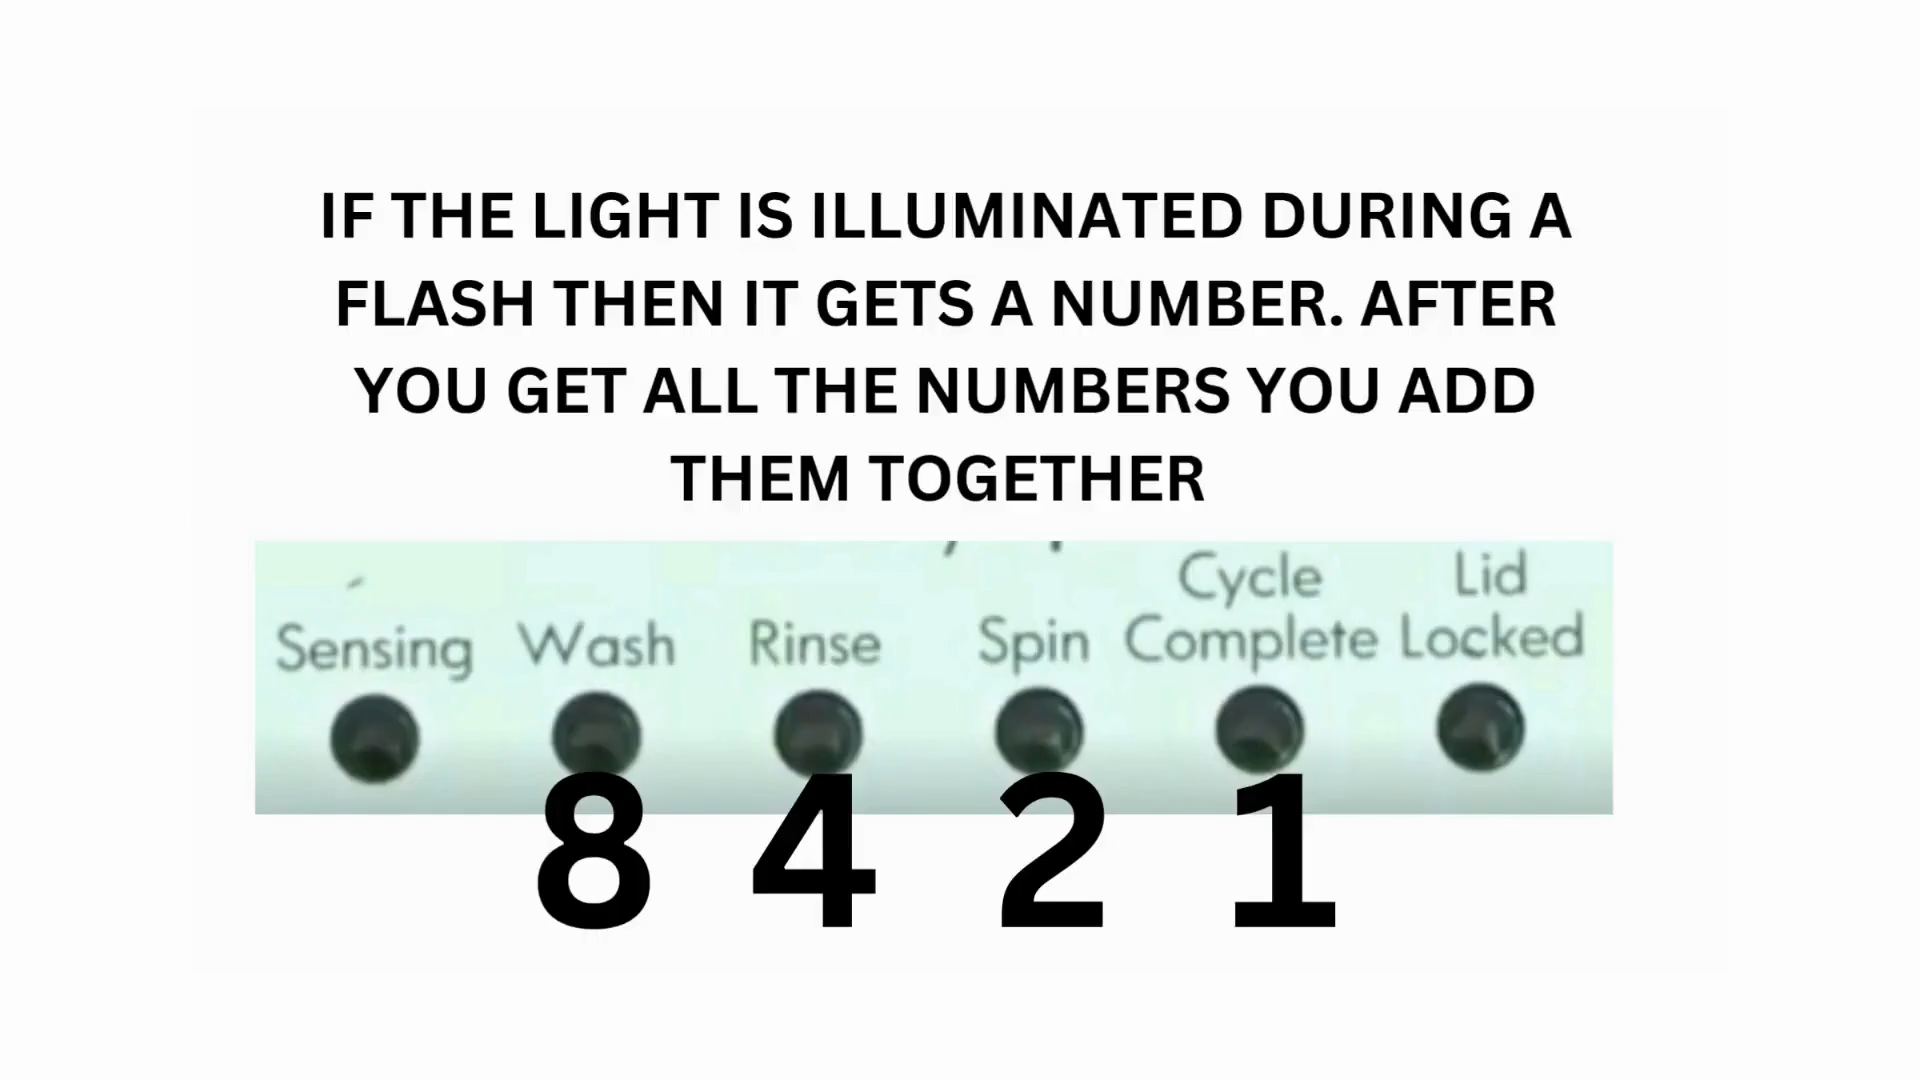 IF THE LIGHT IS ILLUMINATED DURING A
FLASH THEN IT GETS A NUMBER. AFTER
YOU GET ALL THE NUMBERS YOU ADD
THEM TOGETHER
Sensing Wash Rinse Spin Cycle Complete Lid Locked
8 4 2 1